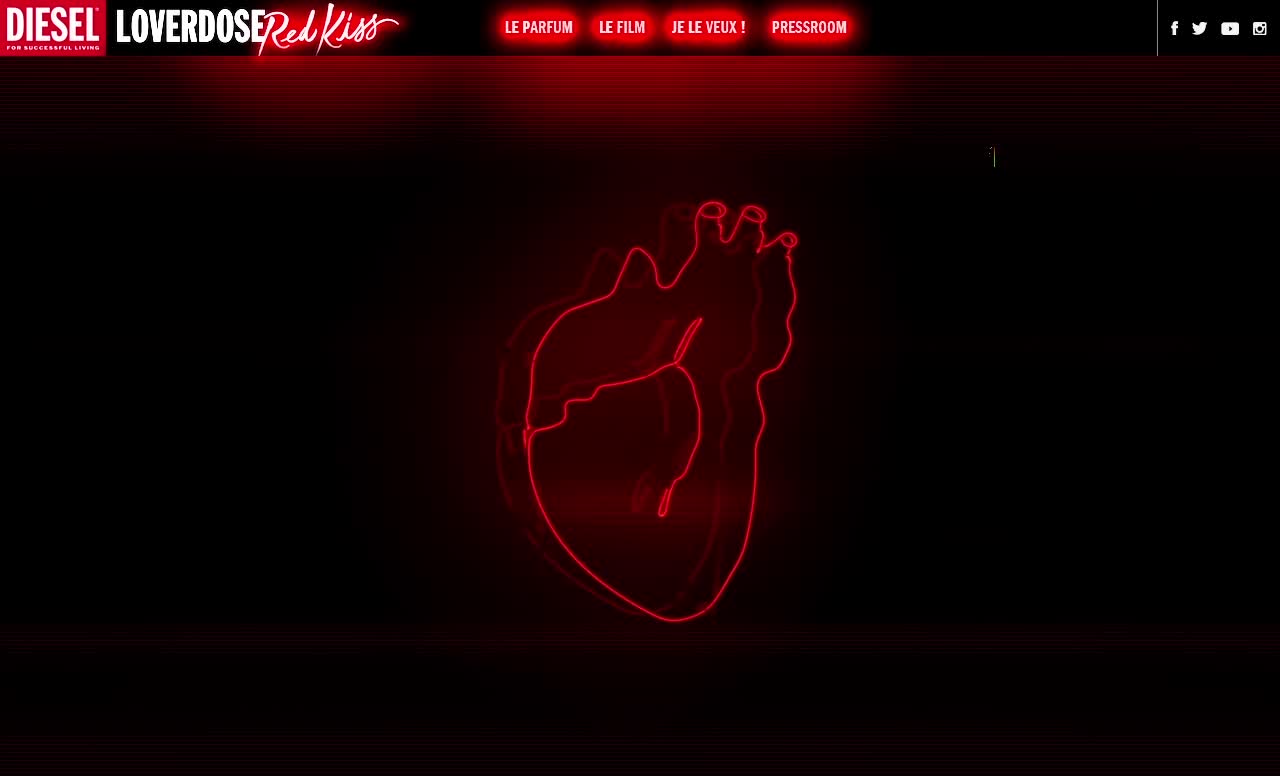 DIESEL®
FOR SUCCESSFUL LIVING
LOVERDOSE Red Kiss
LE PARFUM
LE FILM
JE LE VEUX !
PRESSROOM